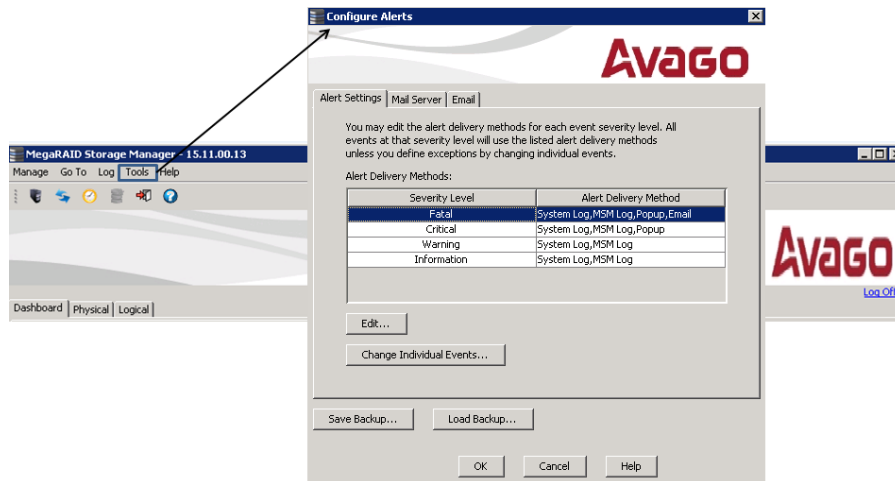 Configure Alerts
AVAGO
Alert Settings Mail Server Email
You may edit the alert delivery methods for each event severity level. All
events at that severity level will use the listed alert delivery methods
unless you define exceptions by changing individual events.
Alert Delivery Methods:
Severity Level Alert Delivery Method
Fatal System Log,MSM Log,Popup,Email
Critical System Log,MSM Log,Popup
Warning System Log,MSM Log
Information System Log,MSM Log
Edit...
Change Individual Events...
Save Backup... Load Backup...
OK Cancel Help
MegaRAID Storage Manager - 15.11.00.13
Manage Go To Log Tools Help
AVAGO
Log Off
Dashboard Physical Logical